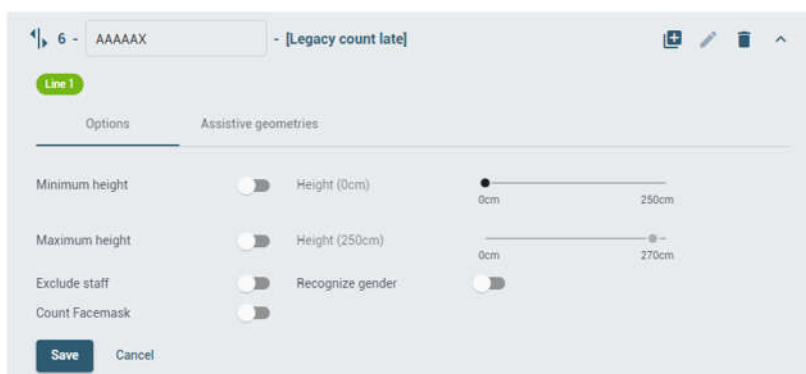 6 - AAAAAX - [Legacy count late]
Line 1
Options Assistive geometries
Minimum height Height (0cm)
0cm 250cm
Maximum height Height (250cm)
0cm 270cm
Exclude staff Recognize gender
Count Facemask
Save Cancel